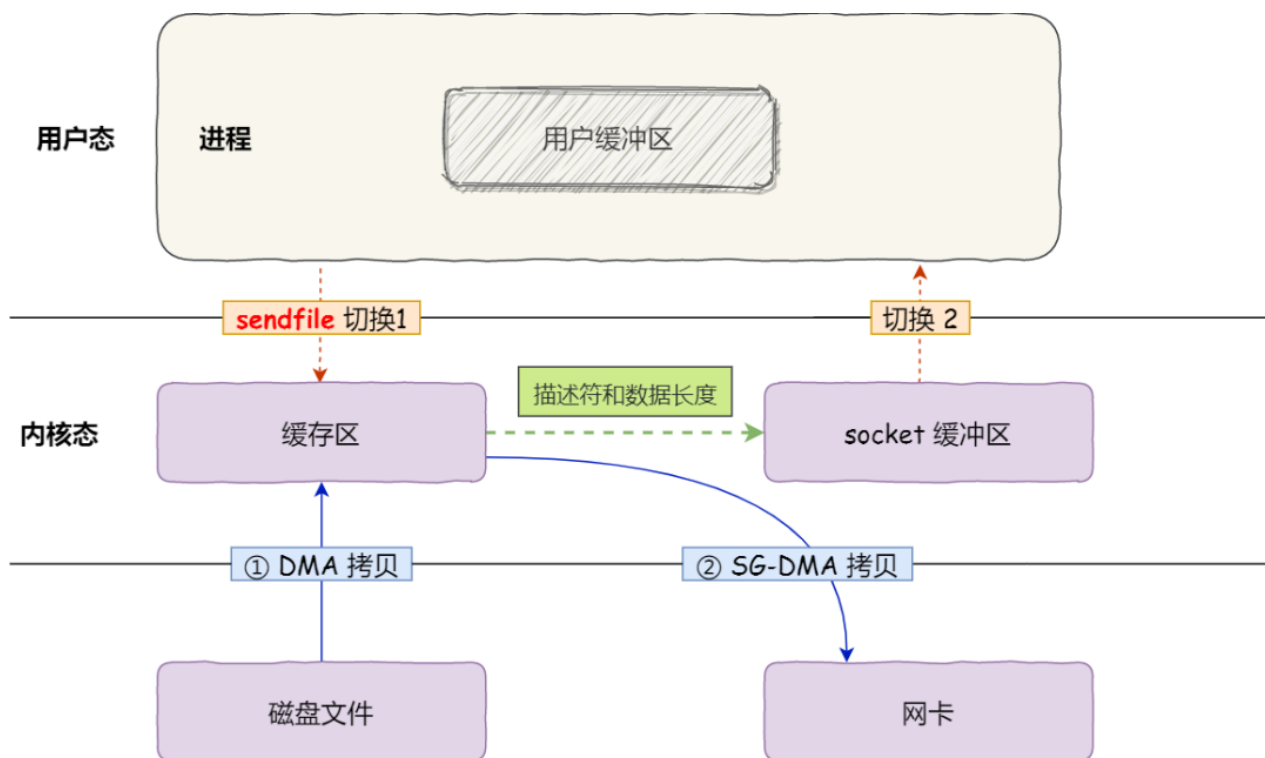 用户态
进程
用户缓冲区
sendfile 切换1
切换 2
描述符和数据长度
内核态
缓存区
socket 缓冲区
① DMA 拷贝
② SG-DMA 拷贝
磁盘文件
网卡